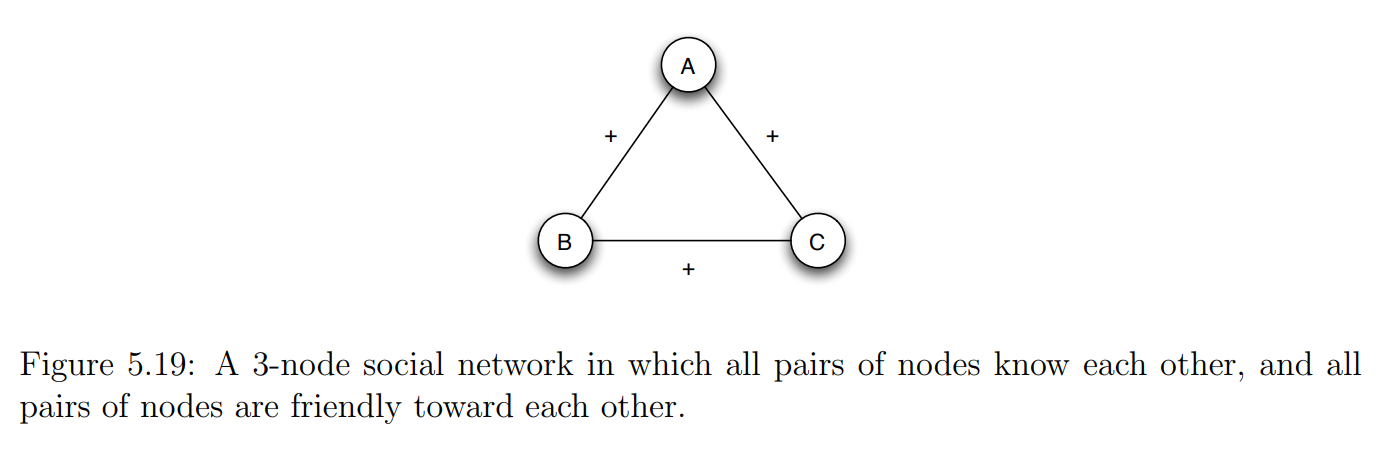 A
+ +
B C
+
Figure 5.19: A 3-node social network in which all pairs of nodes know each other, and all
pairs of nodes are friendly toward each other.